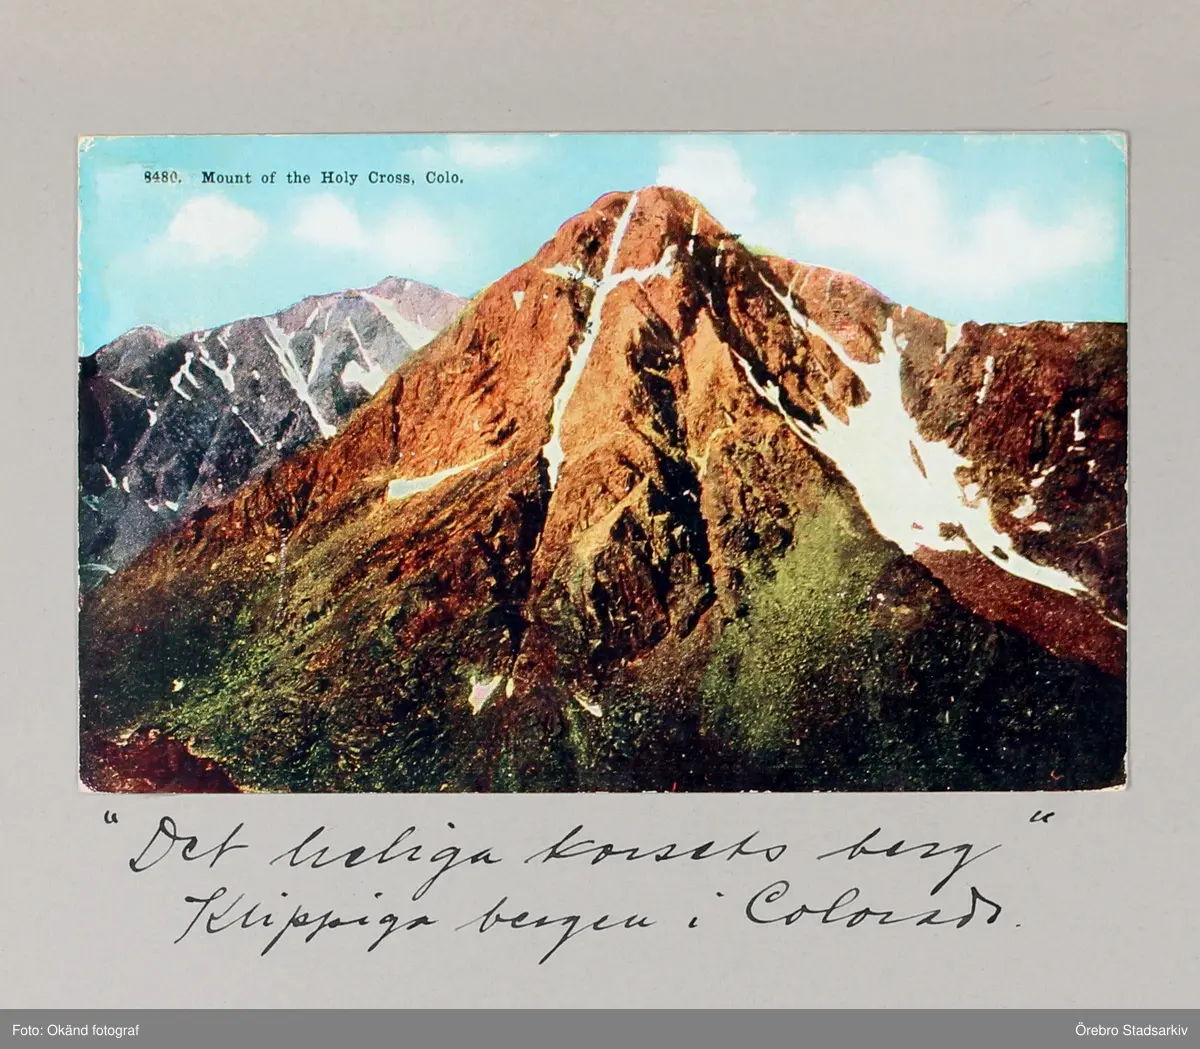 8480. Mount of the Holy Cross, Colo.
"Det heliga korsets berg"
Klippiga bergen i Colorado.
Foto: Okänd fotograf
Örebro Stadsarkiv